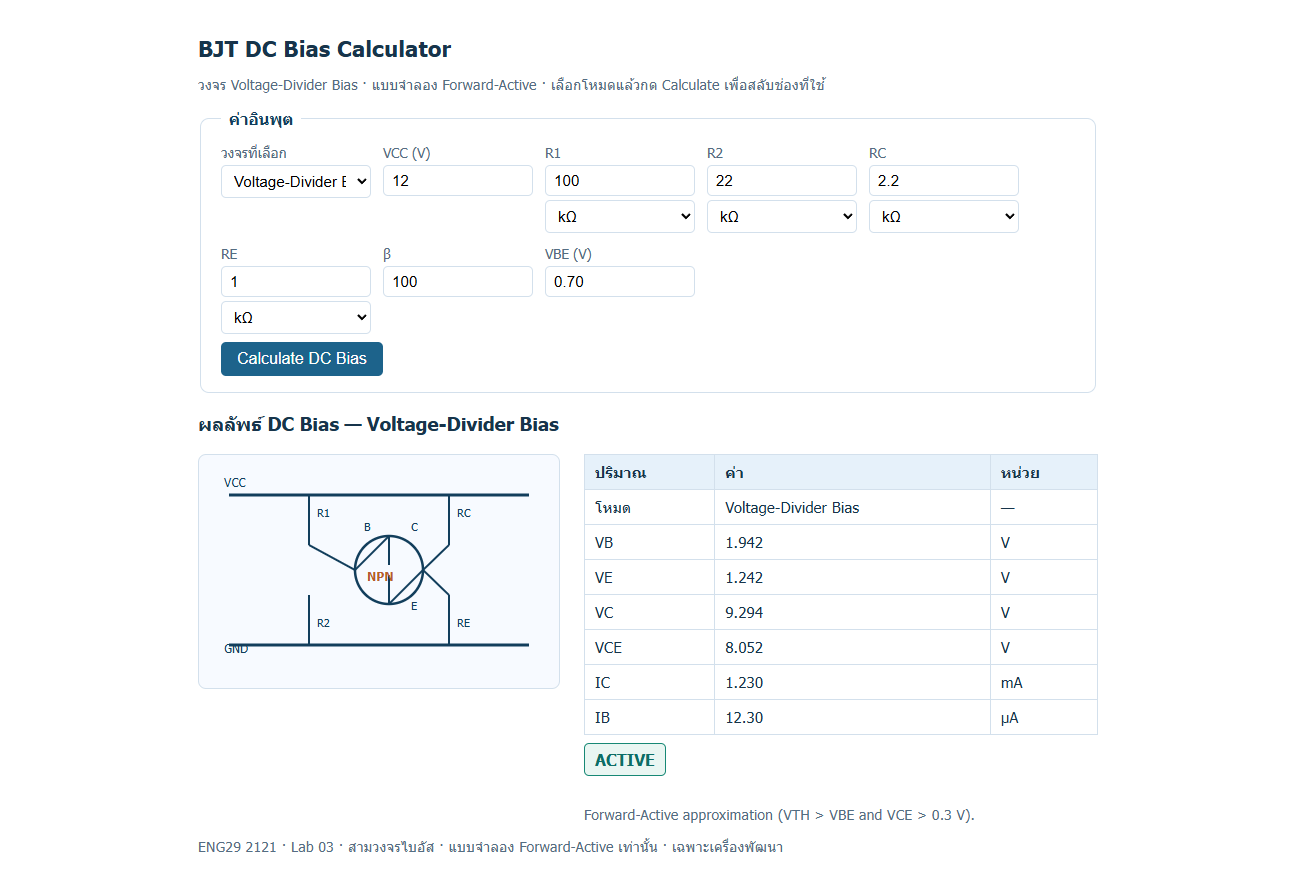 BJT DC Bias Calculator
วงจร Voltage-Divider Bias · แบบจำลอง Forward-Active · เลือกโหมดแล้วกด Calculate เพื่อสลับช่องที่ใช้
ค่าอินพุต
วงจรที่เลือก VCC (V) R1 R2 RC
Voltage-Divider B 12 100 22 2.2
kΩ kΩ kΩ
RE β VBE (V)
1 100 0.70
kΩ
Calculate DC Bias
ผลลัพธ์ DC Bias — Voltage-Divider Bias
VCC
R1 RC
B C
NPN
E
R2 RE
GND
ปริมาณ ค่า หน่วย
โหมด Voltage-Divider Bias —
VB 1.942 V
VE 1.242 V
VC 9.294 V
VCE 8.052 V
IC 1.230 mA
IB 12.30 µA
ACTIVE
Forward-Active approximation (VTH > VBE and VCE > 0.3 V).
ENG29 2121 · Lab 03 · สามวงจรไบอัส · แบบจำลอง Forward-Active เท่านั้น · เฉพาะเครื่องพัฒนา